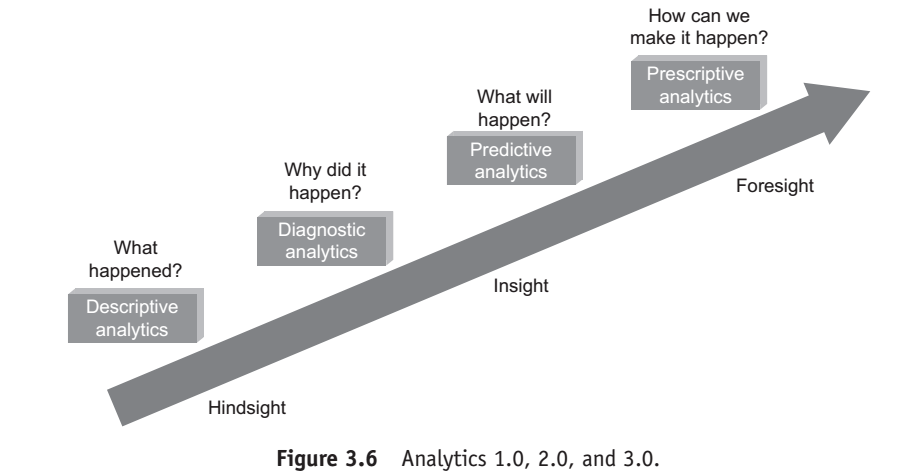 How can we
make it happen?
Prescriptive
analytics
What will
happen?
Predictive
analytics
Why did it
happen?
Diagnostic
analytics
What
happened?
Descriptive
analytics
Foresight
Insight
Hindsight
Figure 3.6 Analytics 1.0, 2.0, and 3.0.